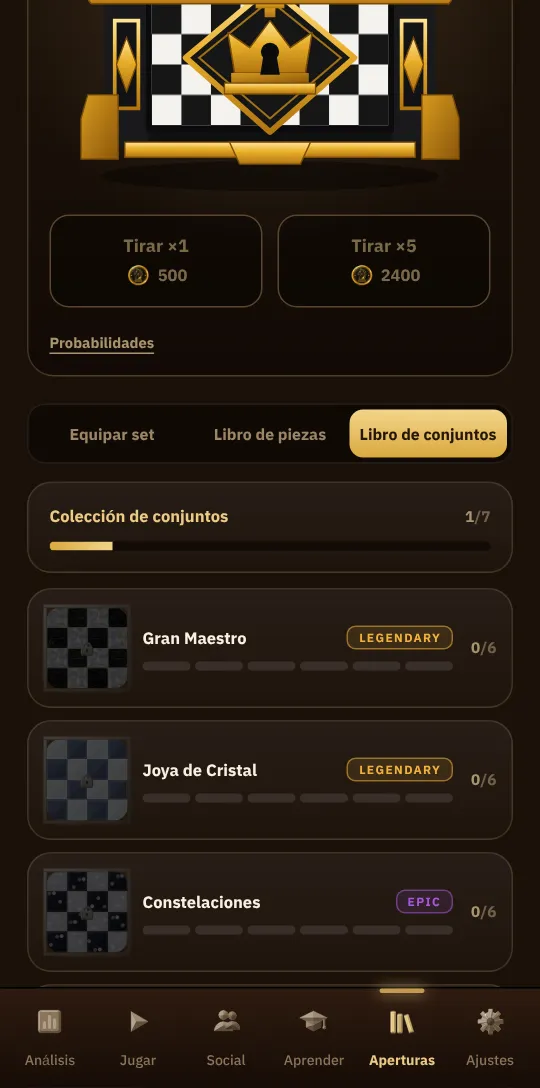 Tirar ×1
500
Tirar ×5
2400
Probabilidades
Equipar set
Libro de piezas
Libro de conjuntos
Colección de conjuntos
1/7
Gran Maestro
LEGENDARY
0/6
Joya de Cristal
LEGENDARY
0/6
Constelaciones
EPIC
0/6
Análisis
Jugar
Social
Aprender
Aperturas
Ajustes